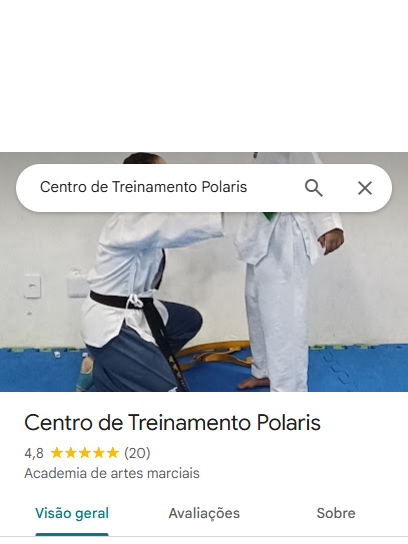 Centro de Treinamento Polaris
Centro de Treinamento Polaris
4,8 (20)
Academia de artes marciais
Visão geral Avaliações Sobre